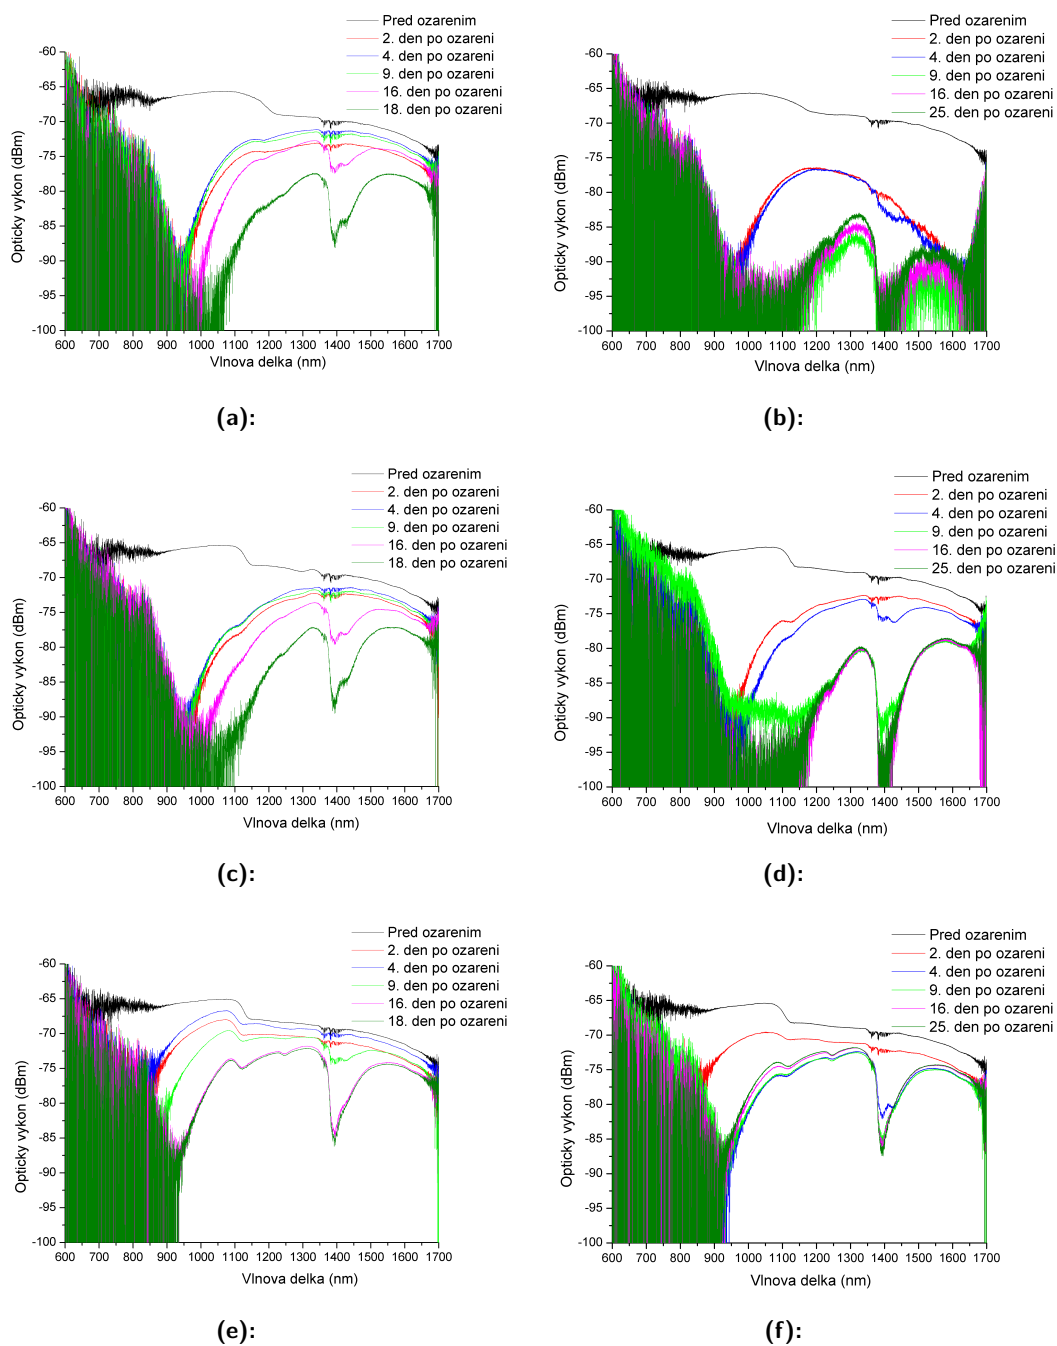 Pred ozarenim
2. den po ozareni
4. den po ozareni
9. den po ozareni
16. den po ozareni
18. den po ozareni
-60
-65
-70
-75
-80
-85
-90
-95
-100
Opticky vykon (dBm)
600 700 800 900 1000 1100 1200 1300 1400 1500 1600 1700
Vlnova delka (nm)
(a):
Pred ozarenim
2. den po ozareni
4. den po ozareni
9. den po ozareni
16. den po ozareni
25. den po ozareni
-60
-65
-70
-75
-80
-85
-90
-95
-100
Opticky vykon (dBm)
600 700 800 900 1000 1100 1200 1300 1400 1500 1600 1700
Vlnova delka (nm)
(b):
Pred ozarenim
2. den po ozareni
4. den po ozareni
9. den po ozareni
16. den po ozareni
18. den po ozareni
-60
-65
-70
-75
-80
-85
-90
-95
-100
Opticky vykon (dBm)
600 700 800 900 1000 1100 1200 1300 1400 1500 1600 1700
Vlnova delka (nm)
(c):
Pred ozarenim
2. den po ozareni
4. den po ozareni
9. den po ozareni
16. den po ozareni
25. den po ozareni
-60
-65
-70
-75
-80
-85
-90
-95
-100
Opticky vykon (dBm)
600 700 800 900 1000 1100 1200 1300 1400 1500 1600 1700
Vlnova delka (nm)
(d):
Pred ozarenim
2. den po ozareni
4. den po ozareni
9. den po ozareni
16. den po ozareni
18. den po ozareni
-60
-65
-70
-75
-80
-85
-90
-95
-100
Opticky vykon (dBm)
600 700 800 900 1000 1100 1200 1300 1400 1500 1600 1700
Vlnova delka (nm)
(e):
Pred ozarenim
2. den po ozareni
4. den po ozareni
9. den po ozareni
16. den po ozareni
25. den po ozareni
-60
-65
-70
-75
-80
-85
-90
-95
-100
Opticky vykon (dBm)
600 700 800 900 1000 1100 1200 1300 1400 1500 1600 1700
Vlnova delka (nm)
(f):